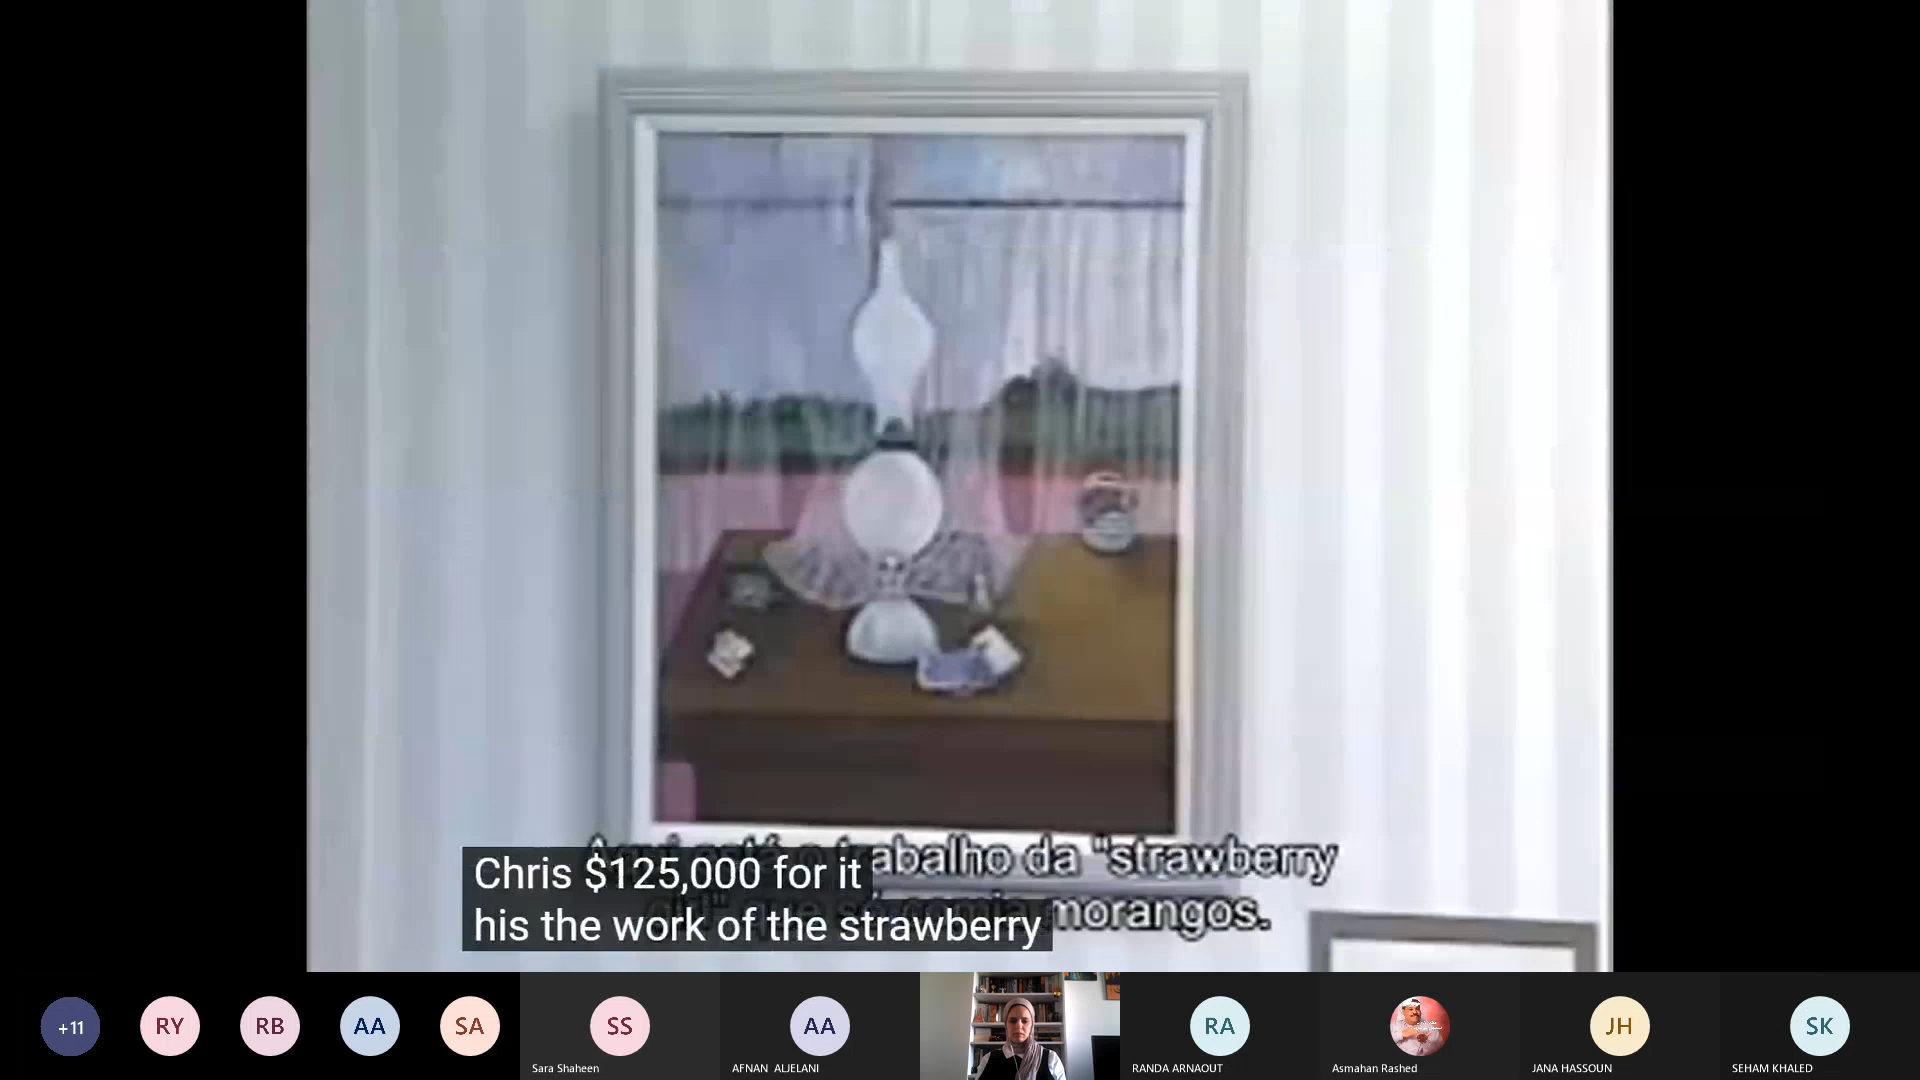 abalho da "strawberry
morangos.
Chris $125,000 for it
his the work of the strawberry
+11
RY
RB
AA
SA
SS
AA
RA
JH
SK
Sara Shaheen
AFNAN ALJELANI
RANDA ARNAOUT
Asmahan Rashed
JANA HASSOUN
SEHAM KHALED